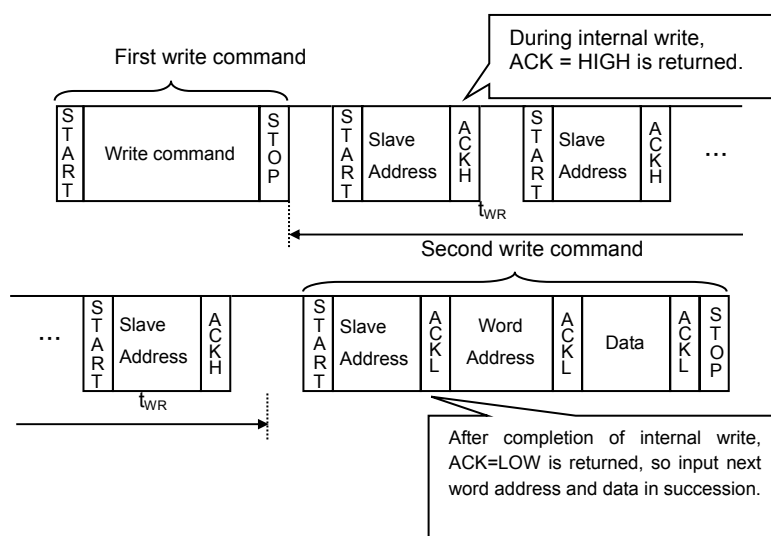 First write command
During internal write,
ACK = HIGH is returned.
START
Write command
STOP
START
Slave
Address
ACKH
START
Slave
Address
ACKH
...
tWR
Second write command
...
START
Slave
Address
ACKH
START
Slave
Address
ACKL
Word
Address
ACKL
Data
ACKL
STOP
tWR
After completion of internal write,
ACK=LOW is returned, so input next
word address and data in succession.